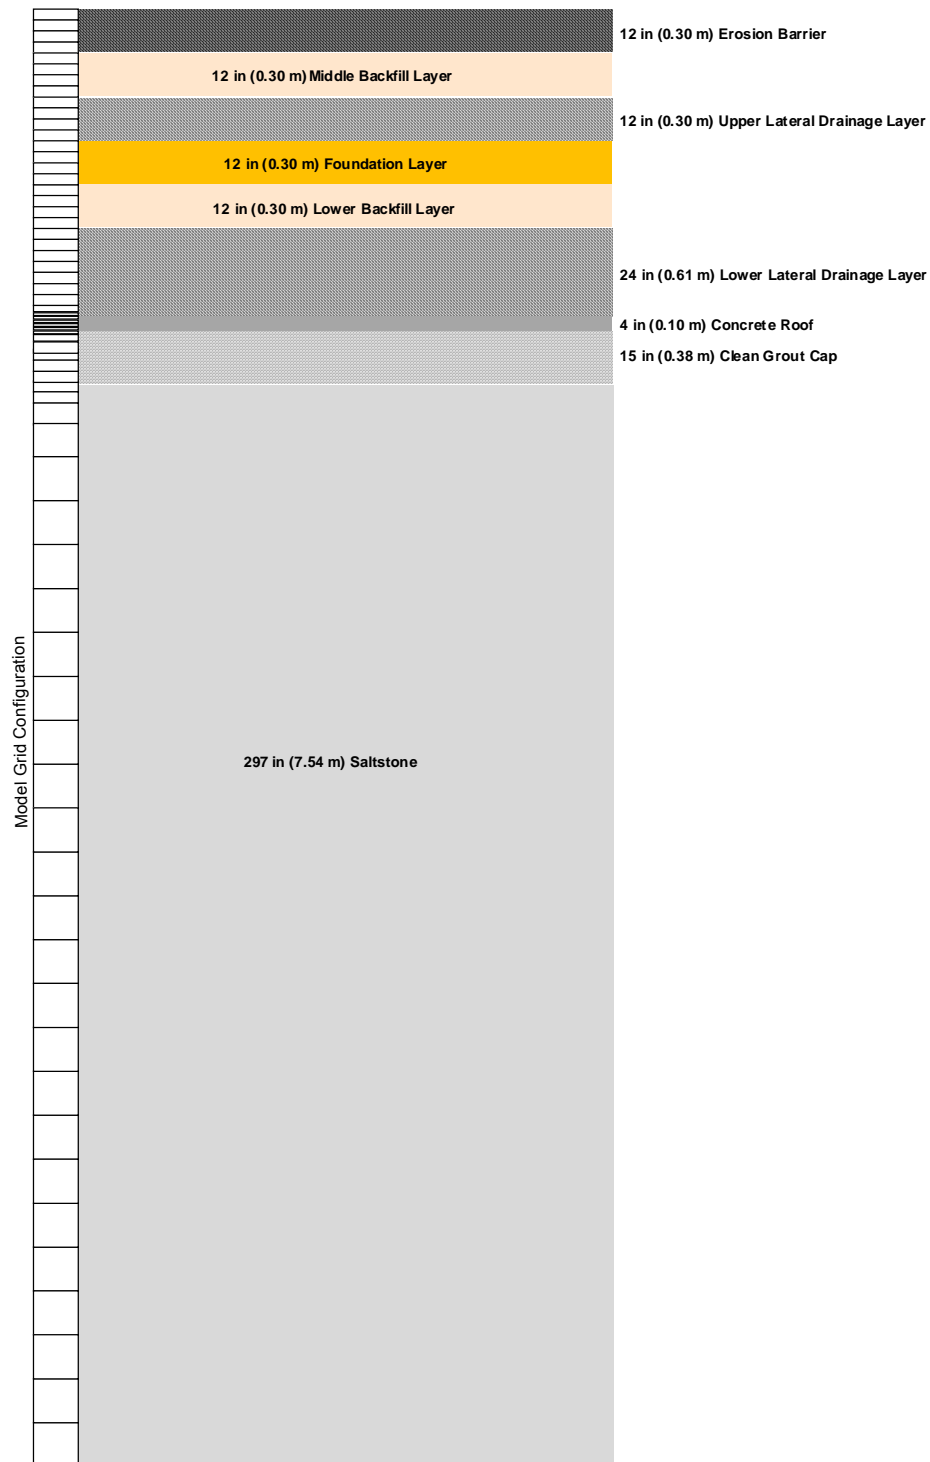 12 in (0.30 m) Erosion Barrier
12 in (0.30 m) Middle Backfill Layer
12 in (0.30 m) Upper Lateral Drainage Layer
12 in (0.30 m) Foundation Layer
12 in (0.30 m) Lower Backfill Layer
24 in (0.61 m) Lower Lateral Drainage Layer
4 in (0.10 m) Concrete Roof
15 in (0.38 m) Clean Grout Cap
Model Grid Configuration
297 in (7.54 m) Saltstone